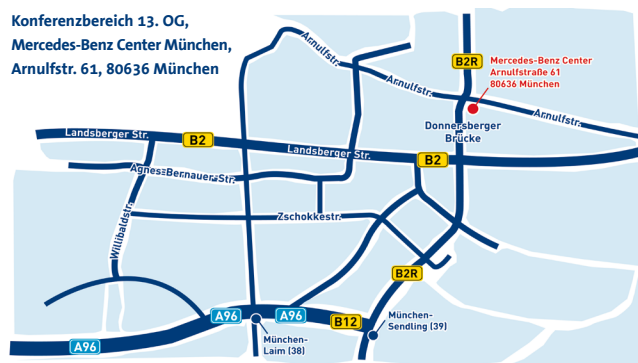 Konferenzbereich 13. OG,
Mercedes-Benz Center München,
Arnulfstr. 61, 80636 München
Arnulfstr.
B2R
Mercedes-Benz Center
Arnulfstraße 61
80636 München
Arnulfstr.
Arnulfstr.
Donnersberger
Brücke
Landsberger Str.
B2
Landsberger Str.
B2
Agnes-Bernauer-Str.
Willibaldstr.
Zschokkestr.
B2R
A96
A96
B12
München-
Sendling (39)
München-
Laim (38)
A96